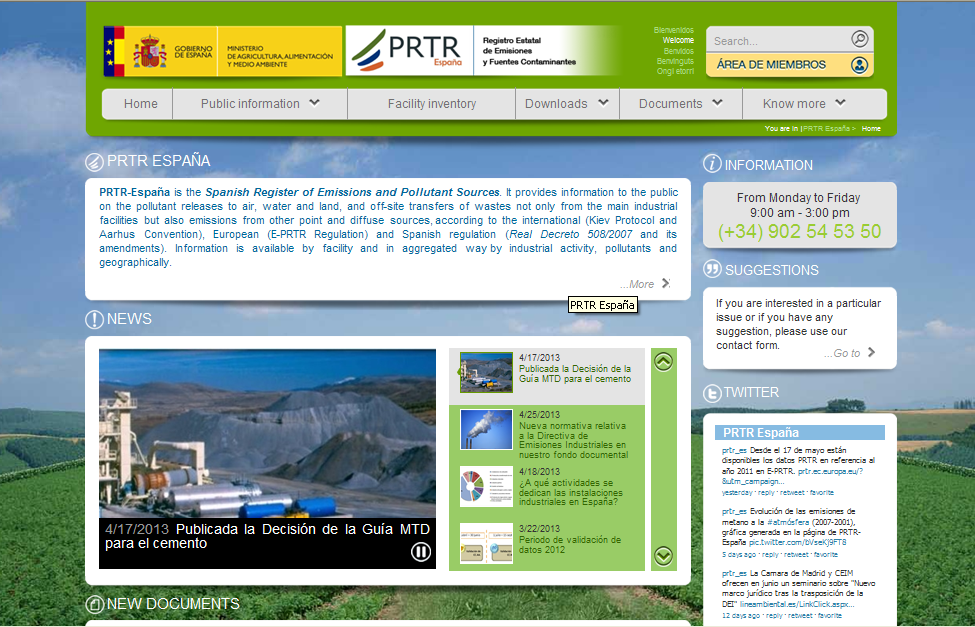 GOBIERNO
DE ESPAÑA
MINISTERIO
DE AGRICULTURA, ALIMENTACIÓN
Y MEDIO AMBIENTE
PRTR
España
Registro Estatal
de Emisiones
y Fuentes Contaminantes
Bienvenidos
Welcome
Benvidos
Benvinguts
Ongi etorri
Search...
ÁREA DE MIEMBROS
Home
Public information
Facility inventory
Downloads
Documents
Know more
You are in |PRTR España > Home
PRTR ESPAÑA
PRTR-España is the Spanish Register of Emissions and Pollutant Sources. It provides information to the public
on the pollutant releases to air, water and land, and off-site transfers of wastes not only from the main industrial
facilities but also emissions from other point and diffuse sources, according to the international (Kiev Protocol and
Aarhus Convention), European (E-PRTR Regulation) and Spanish regulation (Real Decreto 508/2007 and its
amendments). Information is available by facility and in aggregated way by industrial activity, pollutants and
geographically.
...More
PRTR España
NEWS
4/17/2013 Publicada la Decisión de la Guía MTD
para el cemento
4/17/2013
Publicada la Decisión de la
Guía MTD para el cemento
4/25/2013
Nueva normativa relativa
a la Directiva de
Emisiones Industriales en
nuestro fondo documental
4/18/2013
¿A qué actividades se
dedican las instalaciones
industriales en España?
3/22/2013
Periodo de validación de
datos 2012
NEW DOCUMENTS
INFORMATION
From Monday to Friday
9:00 am - 3:00 pm
(+34) 902 54 53 50
SUGGESTIONS
If you are interested in a particular
issue or if you have any
suggestion, please use our
contact form.
...Go to
TWITTER
PRTR España
prtr_es Desde el 17 de mayo están
disponibles los datos PRTR en referencia al
año 2011 en E-PRTR. prtr.ec.europa.eu/?
&utm_campaign...
yesterday · reply · retweet · favorite
prtr_es Evolución de las emisiones de
metano a la #atmósfera (2007-2001),
gráfica generada en la página de PRTR-
España pic.twitter.com/bVseKJ9FT8
5 days ago · reply · retweet · favorite
prtr_es La Camara de Madrid y CEIM
ofrecen en junio un seminario sobre "Nuevo
marco jurídico tras la trasposición de la
DEI" lineambiental.es/LinkClick.aspx...
12 days ago · reply · retweet · favorite